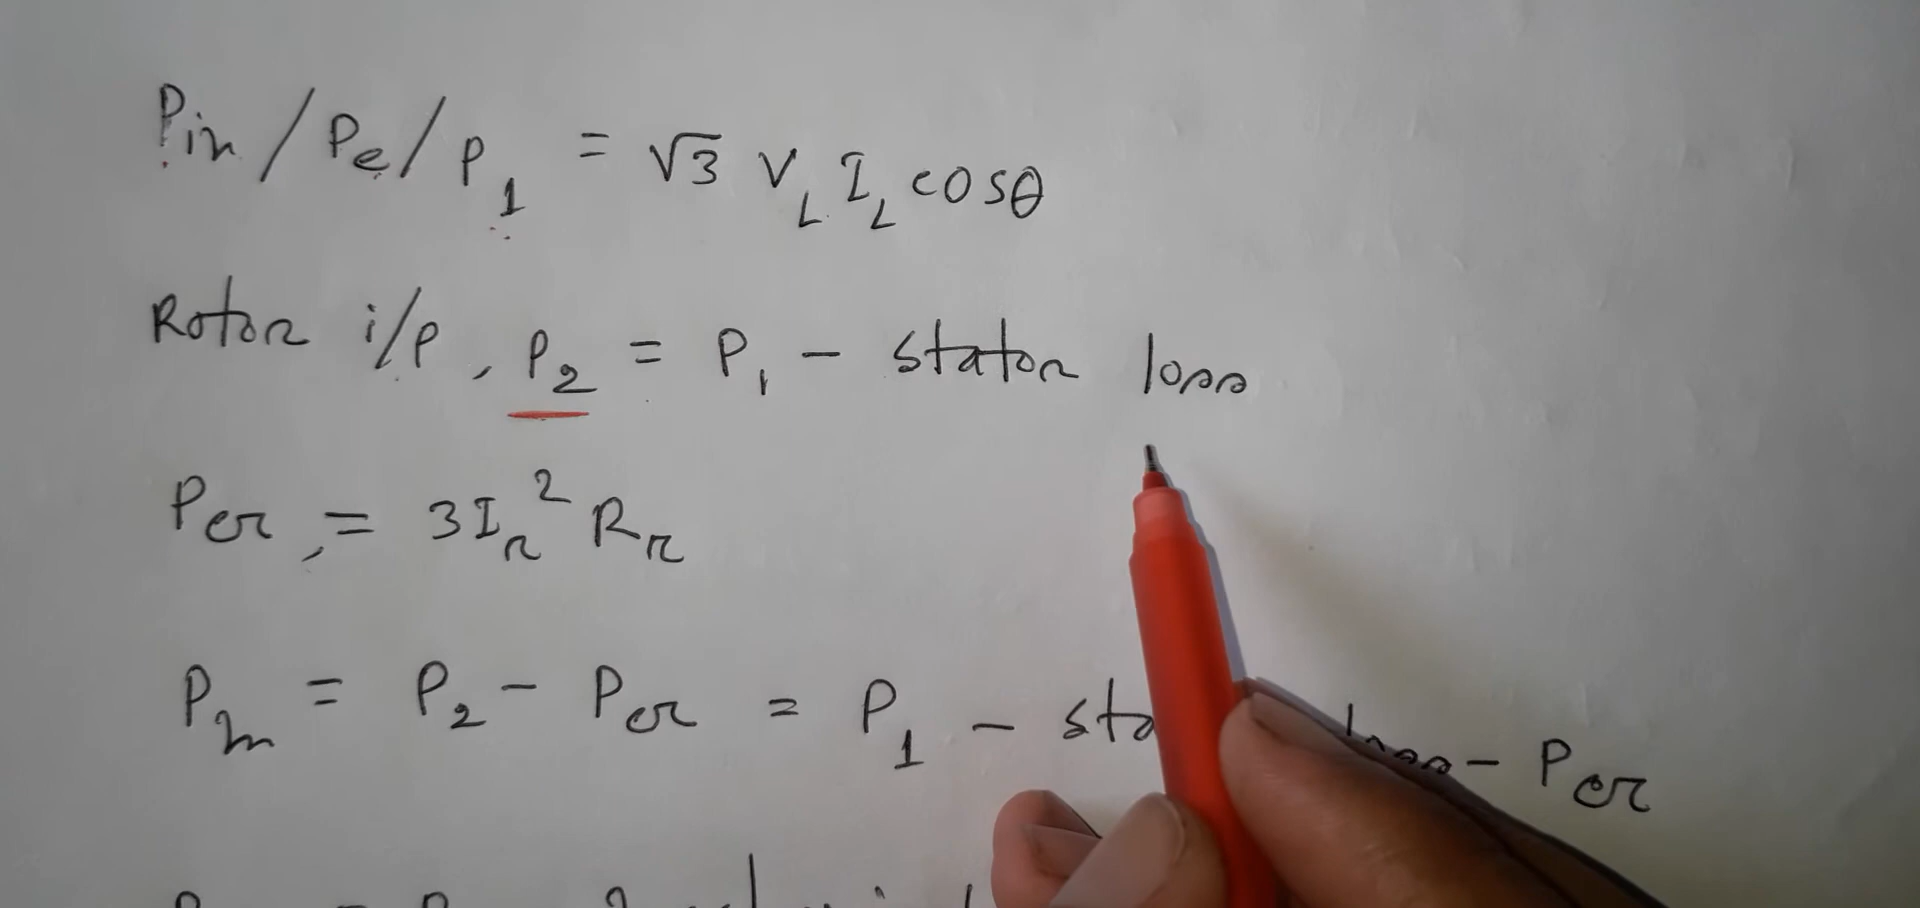 Pin/Pe/P1 = √3 VL IL cosθ
Rotor i/p, P2 = P1 - stator loss
Pcr, = 3Ir² Rr
Pm = P2 - Pcr = P1 - loss - Pcr